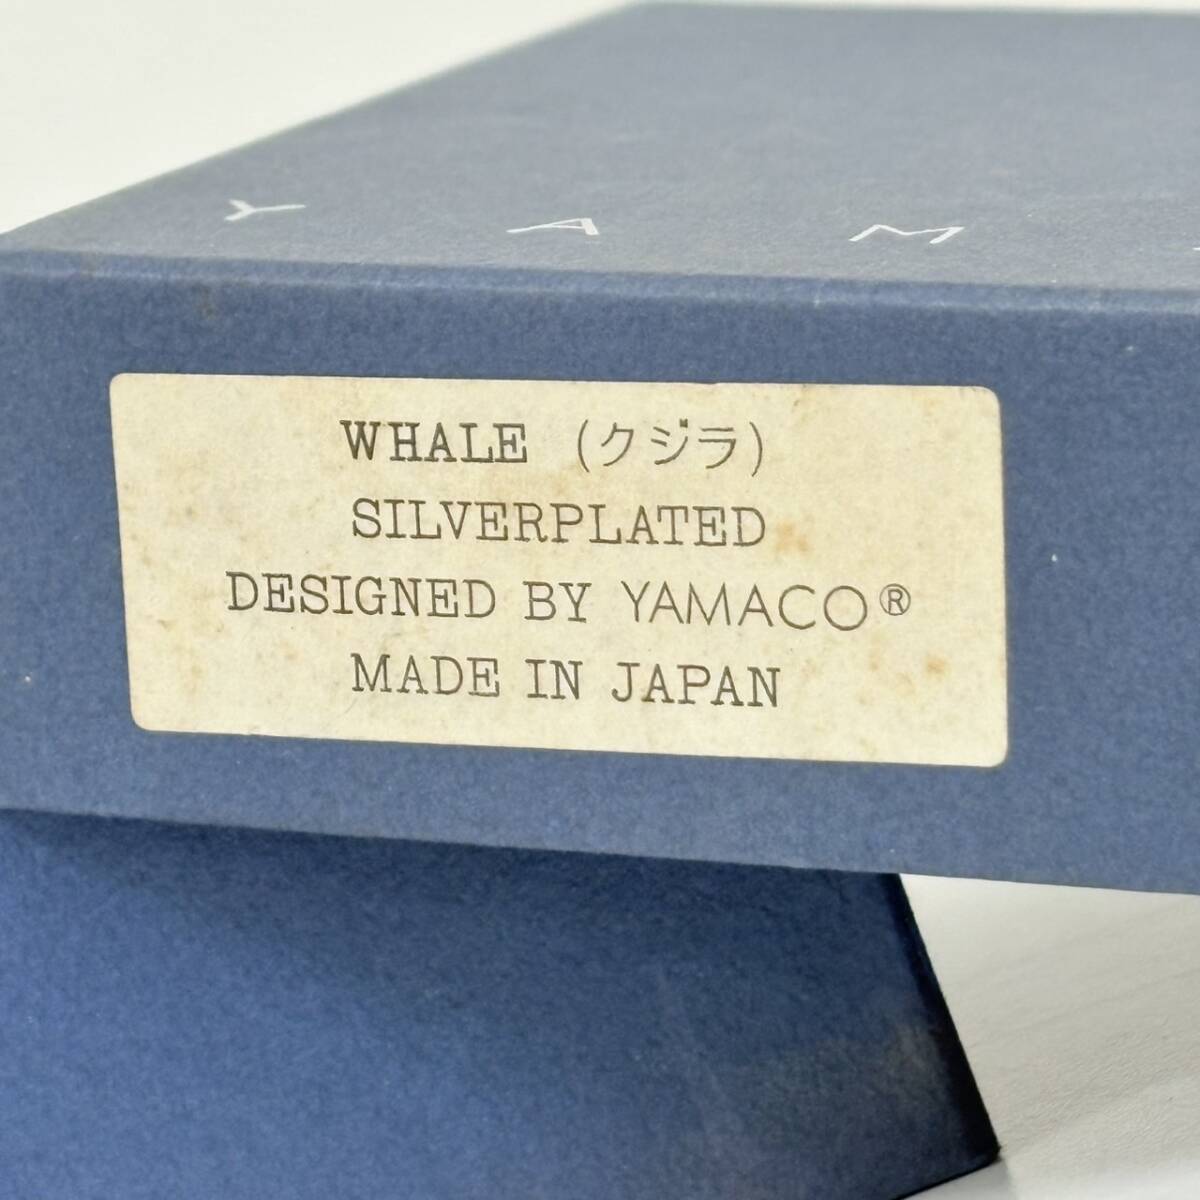 Y A M
WHALE (クジラ)
SILVERPLATED
DESIGNED BY YAMACO®
MADE IN JAPAN